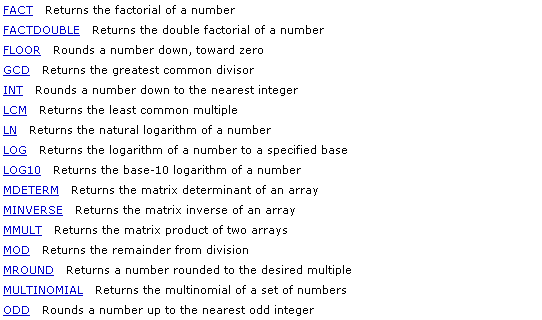 FACT Returns the factorial of a number
FACTDOUBLE Returns the double factorial of a number
FLOOR Rounds a number down, toward zero
GCD Returns the greatest common divisor
INT Rounds a number down to the nearest integer
LCM Returns the least common multiple
LN Returns the natural logarithm of a number
LOG Returns the logarithm of a number to a specified base
LOG10 Returns the base-10 logarithm of a number
MDETERM Returns the matrix determinant of an array
MINVERSE Returns the matrix inverse of an array
MMULT Returns the matrix product of two arrays
MOD Returns the remainder from division
MROUND Returns a number rounded to the desired multiple
MULTINOMIAL Returns the multinomial of a set of numbers
ODD Rounds a number up to the nearest odd integer